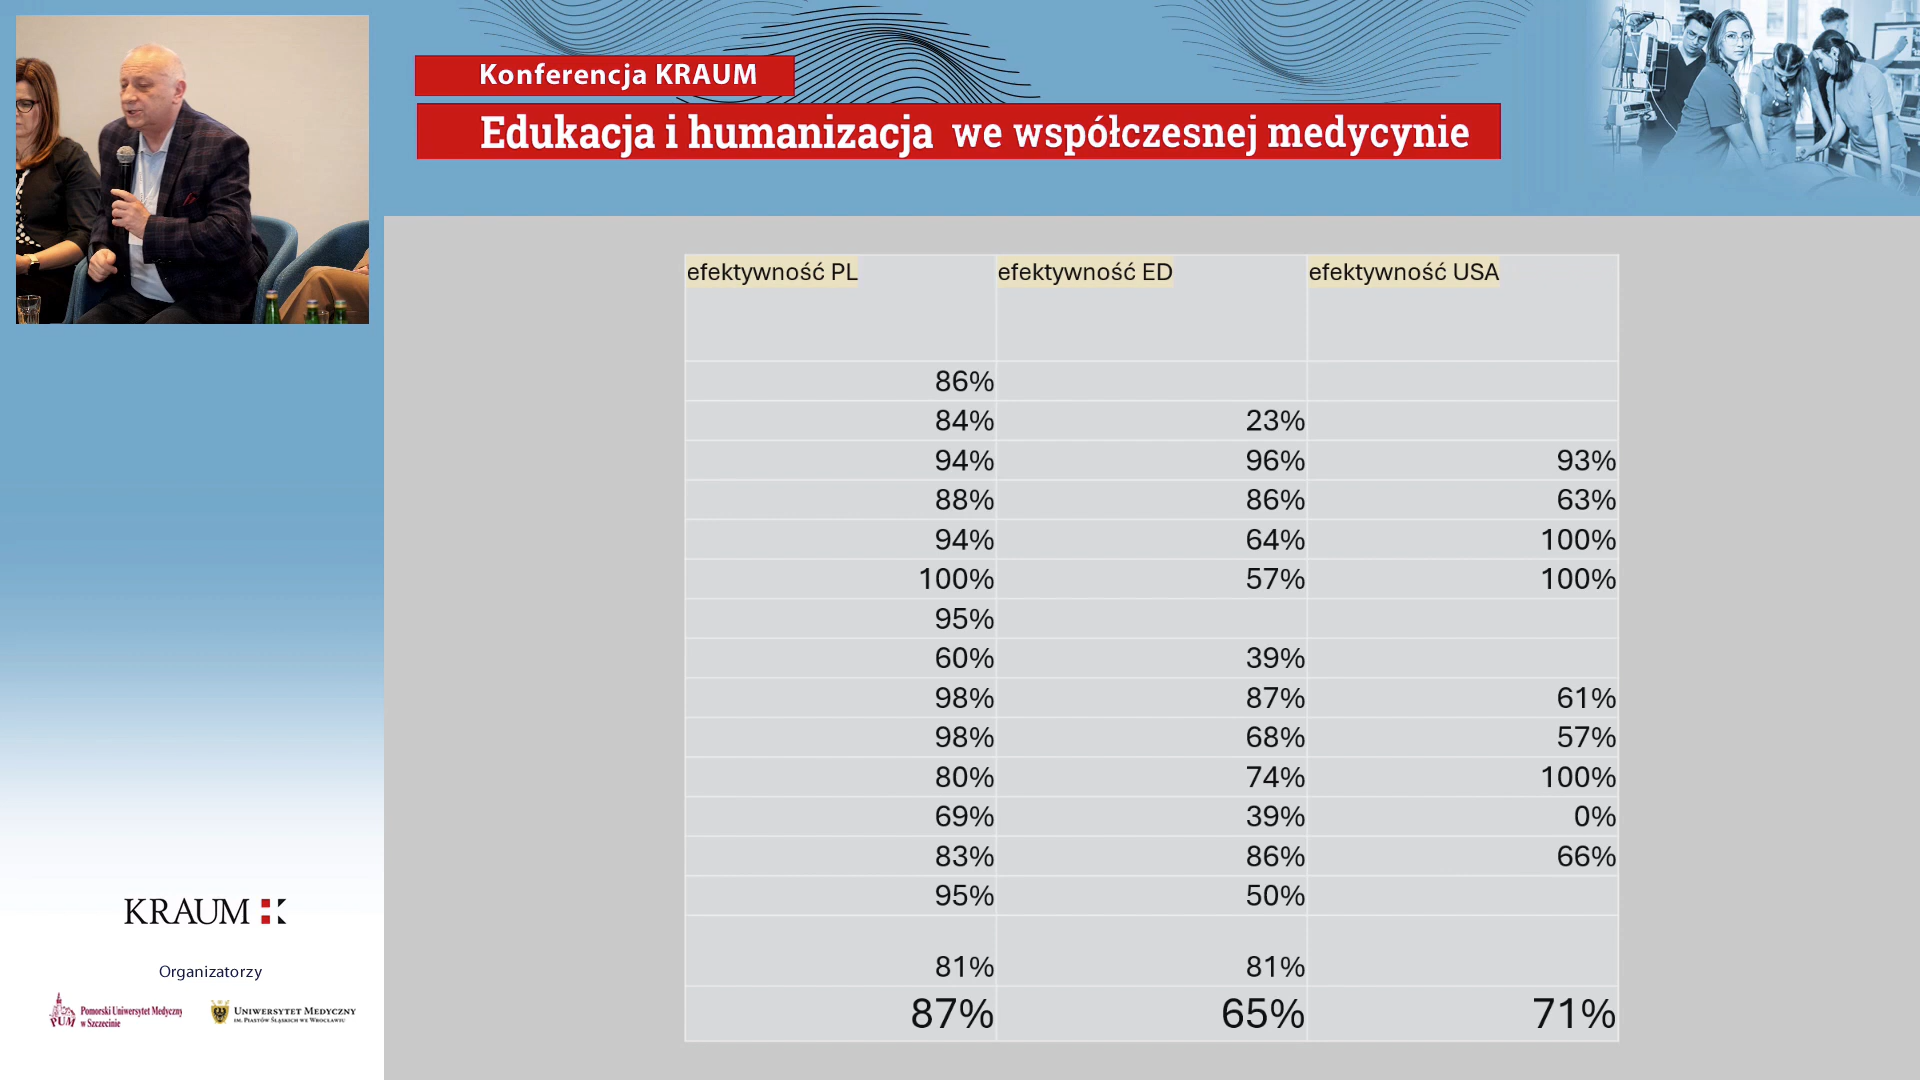 Konferencja KRAUM
Edukacja i humanizacja we współczesnej medycynie
efektywność PL efektywność ED efektywność USA
86%
84% 23%
94% 96% 93%
88% 86% 63%
94% 64% 100%
100% 57% 100%
95%
60% 39%
98% 87% 61%
98% 68% 57%
80% 74% 100%
69% 39% 0%
83% 86% 66%
95% 50%
81% 81%
87% 65% 71%
KRAUM
Organizatorzy
PUM Pomorski Uniwersytet Medyczny
w Szczecinie
UNIWERSYTET MEDYCZNY
IM. PIASTÓW ŚLĄSKICH WE WROCŁAWIU